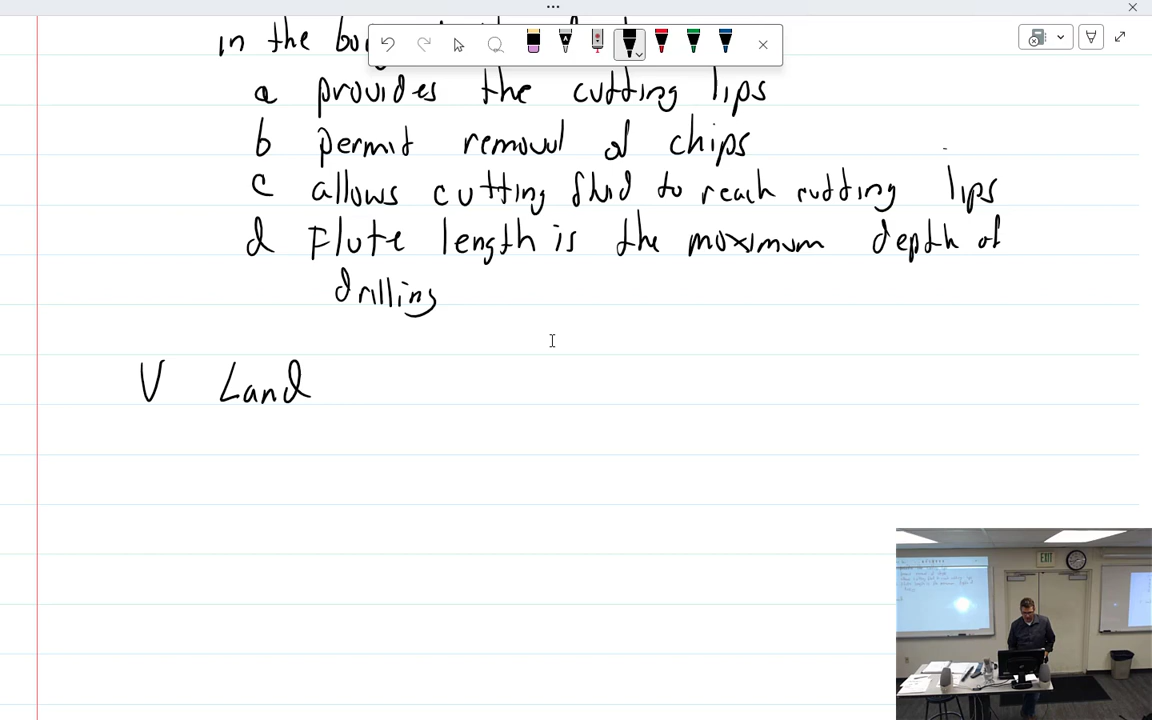 in the
a provides the cutting lips
b permit removal of chips
c allows cutting fluid to reach cutting lips
d Flute length is the maximum depth of
drilling
V Land
EXIT